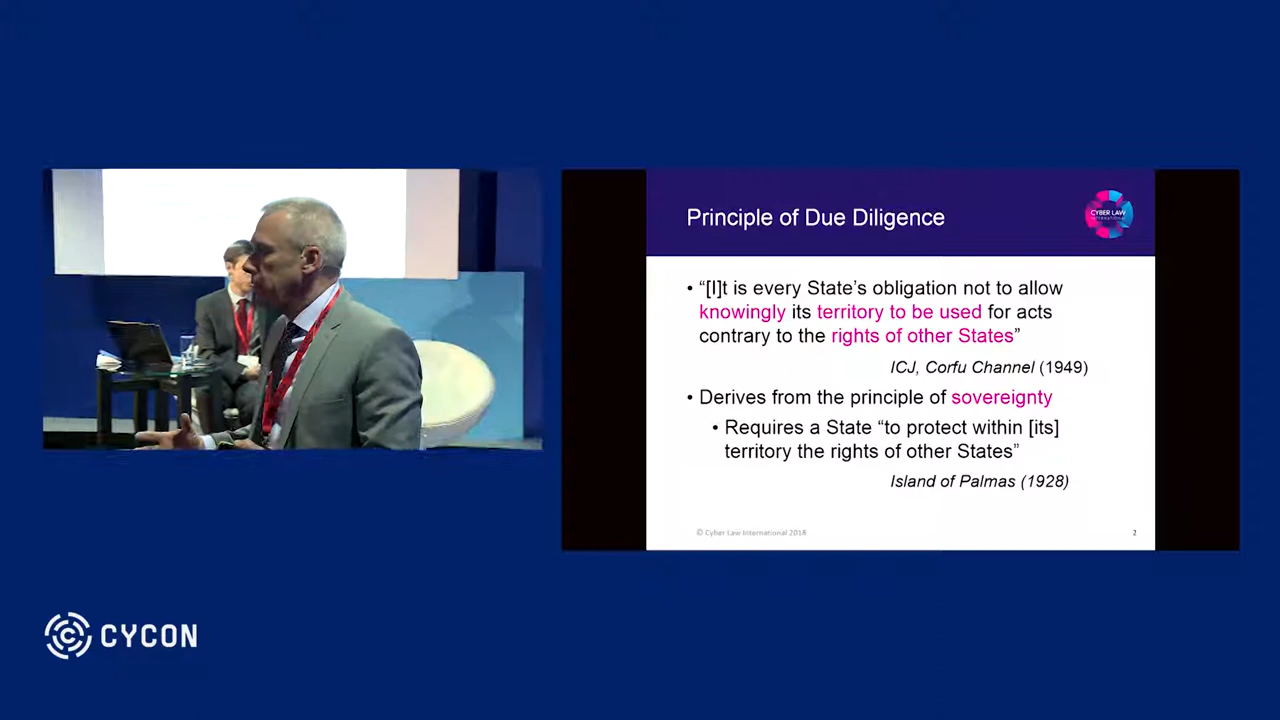 Principle of Due Diligence
CYBER LAW
INTERNATIONAL
• “[I]t is every State’s obligation not to allow
knowingly its territory to be used for acts
contrary to the rights of other States”
ICJ, Corfu Channel (1949)
• Derives from the principle of sovereignty
• Requires a State “to protect within [its]
territory the rights of other States”
Island of Palmas (1928)
© Cyber Law International 2018
2
CYCON